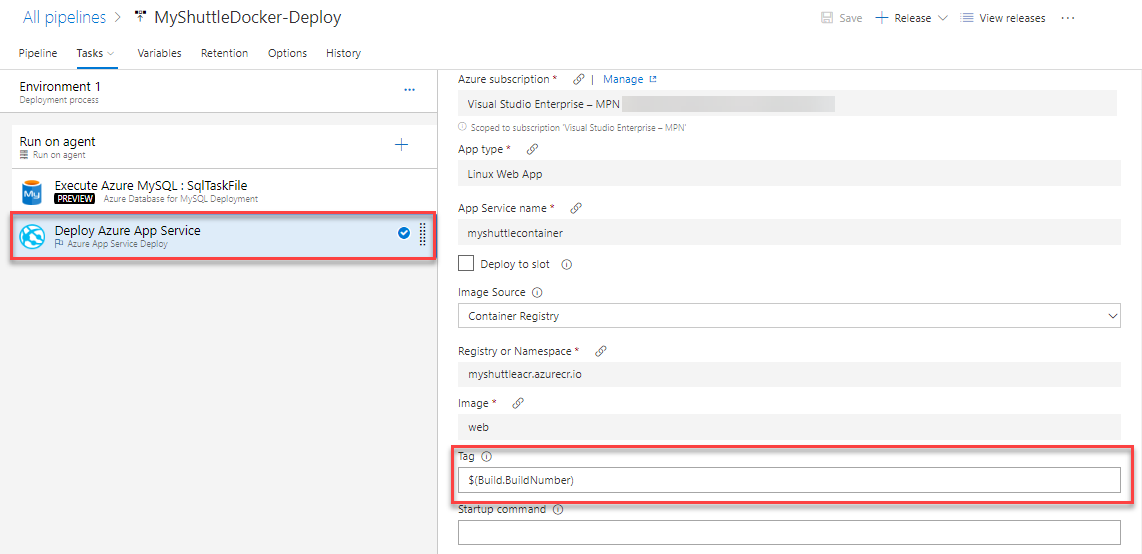 All pipelines > MyShuttleDocker-Deploy
Save + Release View releases ...
Pipeline Tasks Variables Retention Options History
Environment 1
Deployment process
...
Run on agent
Run on agent
+
Execute Azure MySQL : SqlTaskFile
My
PREVIEW Azure Database for MySQL Deployment
Deploy Azure App Service
Azure App Service Deploy
Azure subscription * | Manage
Visual Studio Enterprise – MPN
Scoped to subscription 'Visual Studio Enterprise – MPN'
App type *
Linux Web App
App Service name *
myshuttlecontainer
Deploy to slot
Image Source
Container Registry
Registry or Namespace *
myshuttleacr.azurecr.io
Image *
web
Tag
$(Build.BuildNumber)
Startup command